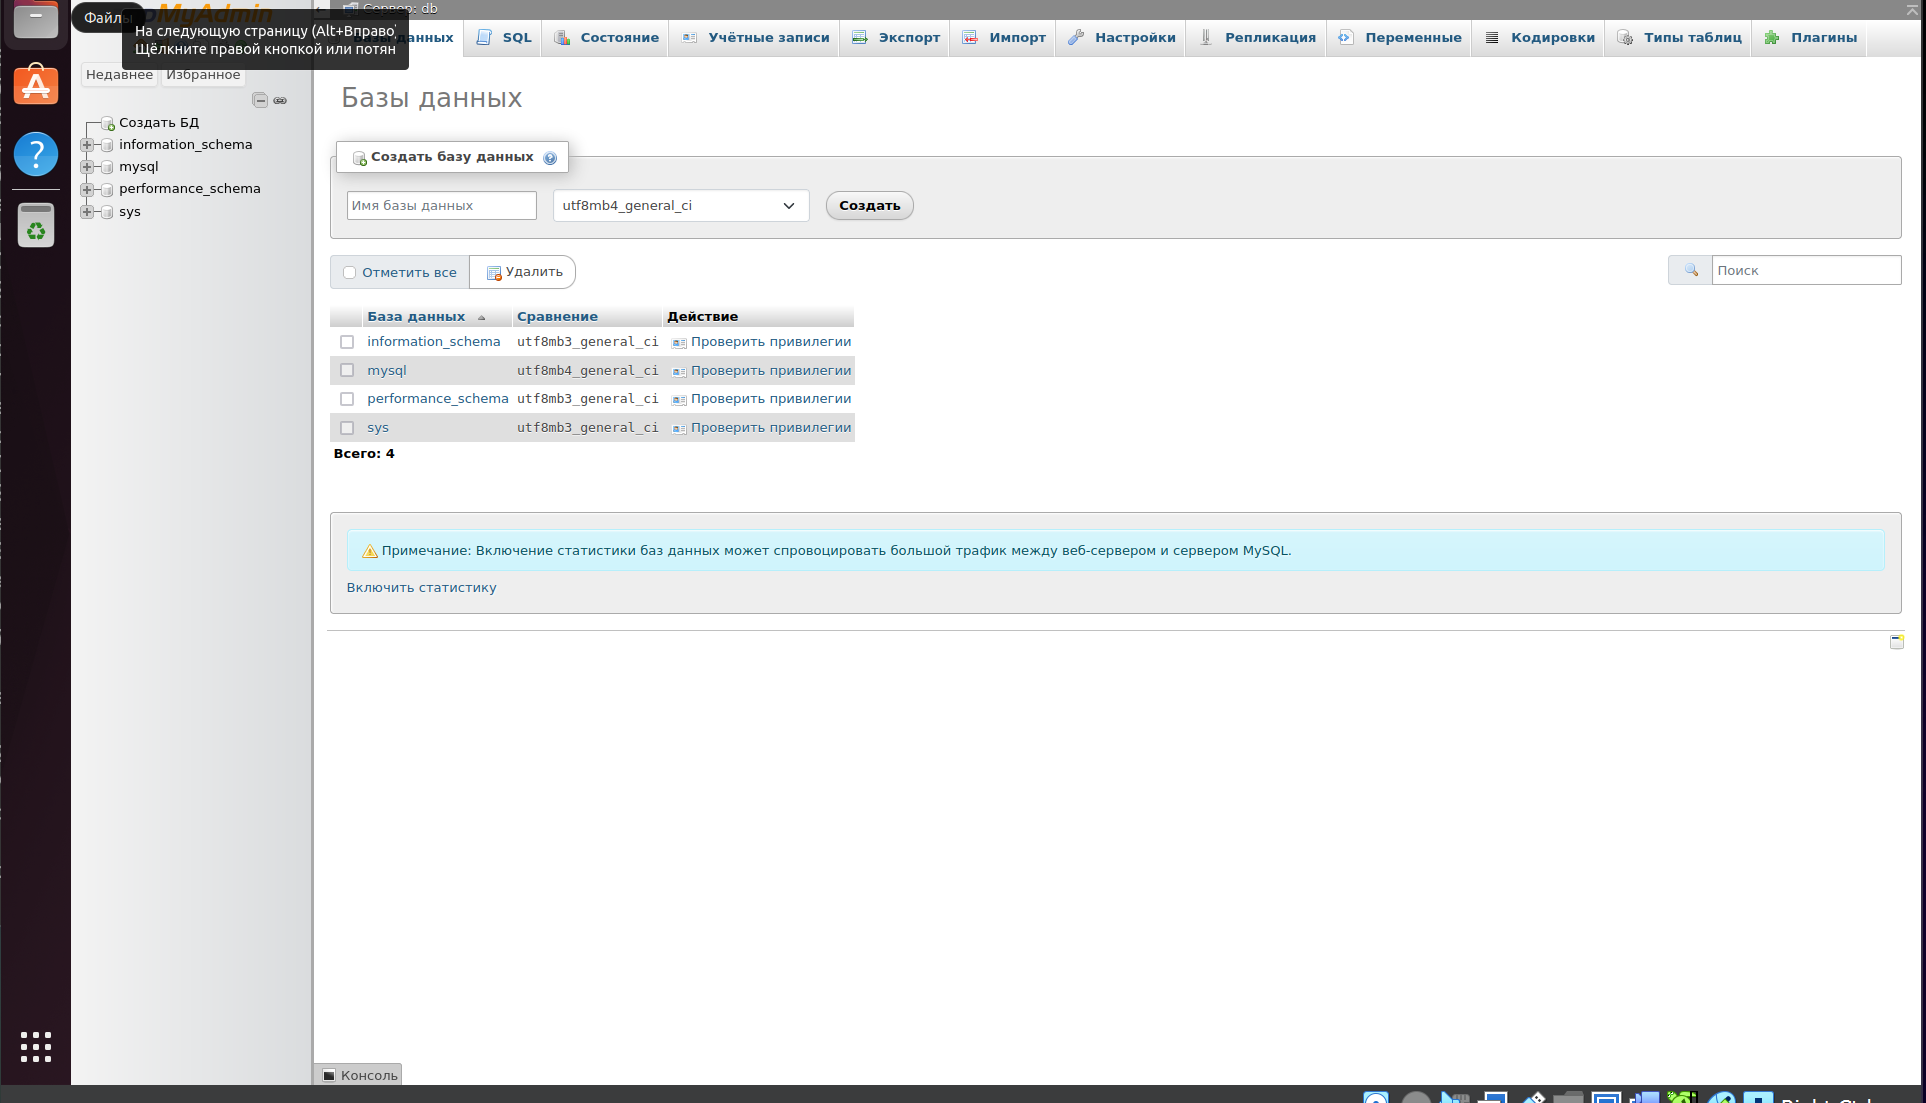 Файлы
MyAdmin
На следующую страницу (Alt+Вправо)
Щёлкните правой кнопкой или потян
Недавнее Избранное
Создать БД
information_schema
mysql
performance_schema
sys
Сервер: db
данных SQL Состояние Учётные записи Экспорт Импорт Настройки Репликация Переменные Кодировки Типы таблиц Плагины
Базы данных
Создать базу данных
Имя базы данных utf8mb4_general_ci Создать
Отметить все Удалить Поиск
База данных Сравнение Действие
information_schema utf8mb3_general_ci Проверить привилегии
mysql utf8mb4_general_ci Проверить привилегии
performance_schema utf8mb3_general_ci Проверить привилегии
sys utf8mb3_general_ci Проверить привилегии
Всего: 4
Примечание: Включение статистики баз данных может спровоцировать большой трафик между веб-сервером и сервером MySQL.
Включить статистику
Консоль